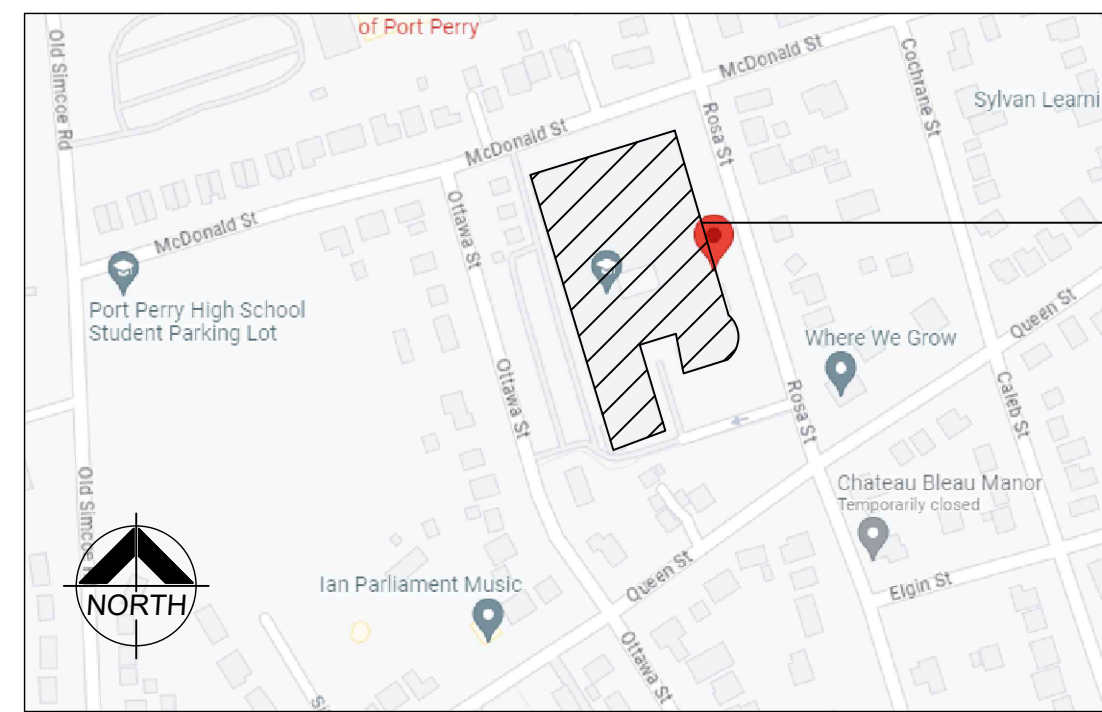 of Port Perry
Old Simcoe Rd
McDonald St
Cochrane St
Sylvan Learni
McDonald St
Rosa St
Ottawa St
McDonald St
Port Perry High School
Student Parking Lot
Queen St
Where We Grow
Ottawa St
Rosa St
Caleb St
Old Simcoe R
Chateau Bleau Manor
Temporarily closed
NORTH
Ian Parliament Music
Queen St
Elgin St
Ottawa St